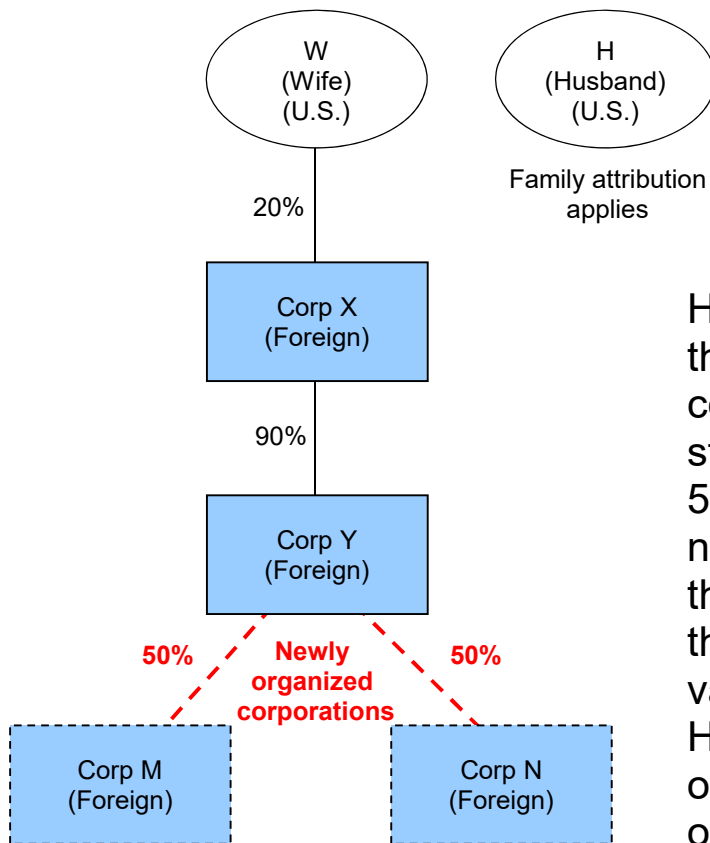 W
(Wife)
(U.S.)
H
(Husband)
(U.S.)
Family attribution
applies
20%
Corp X
(Foreign)
90%
Corp Y
(Foreign)
50%
Newly
organized
corporations
50%
Corp M
(Foreign)
Corp N
(Foreign)